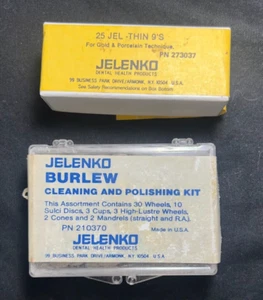 25 JEL-THIN 9'S
For Gold & Porcelain Technique
PN 273037
JELENKO
DENTAL HEALTH PRODUCTS
99 BUSINESS PARK DRIVE/ARMONK, N.Y. 10504, U.S.A.
See Safety Recommendations on Box Bottom
JELENKO
BURLEW
CLEANING AND POLISHING KIT
This Assortment Contains 30 Wheels, 10
Sulci Discs, 3 Cups, 3 High-Lustre Wheels,
2 Cones and 2 Mandrels (straight and R.A.)
PN 210370
Made in U.S.A.
JELENKO
DENTAL HEALTH PRODUCTS
99 BUSINESS PARK DRIVE/ARMONK, N.Y. 10504, U.S.A.